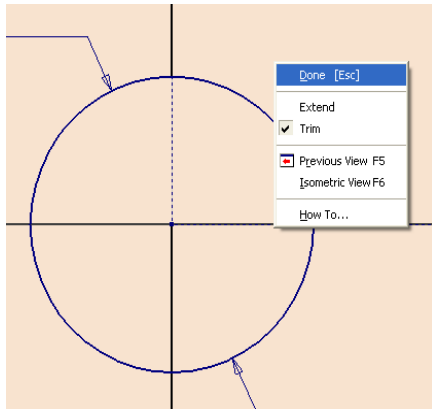 Done [Esc]
Extend
Trim
Previous View F5
Isometric View F6
How To...